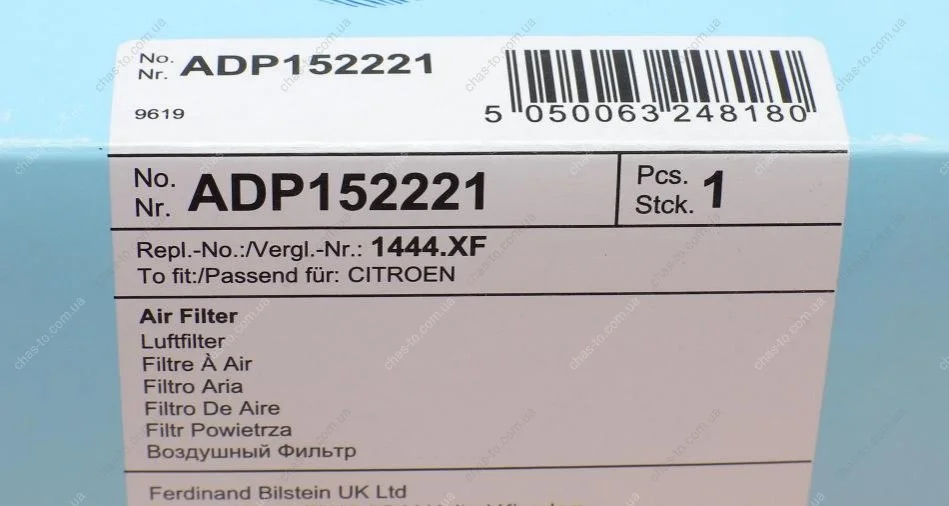 No.
Nr. ADP152221
9619
5 050063 248180
No.
Nr. ADP152221
Pcs.
Stck. 1
Repl.-No.:/Vergl.-Nr.: 1444.XF
To fit:/Passend für: CITROEN
Air Filter
Luftfilter
Filtre À Air
Filtro Aria
Filtro De Aire
Filtr Powietrza
Воздушный Фильтр
Ferdinand Bilstein UK Ltd
chas-to.com.ua